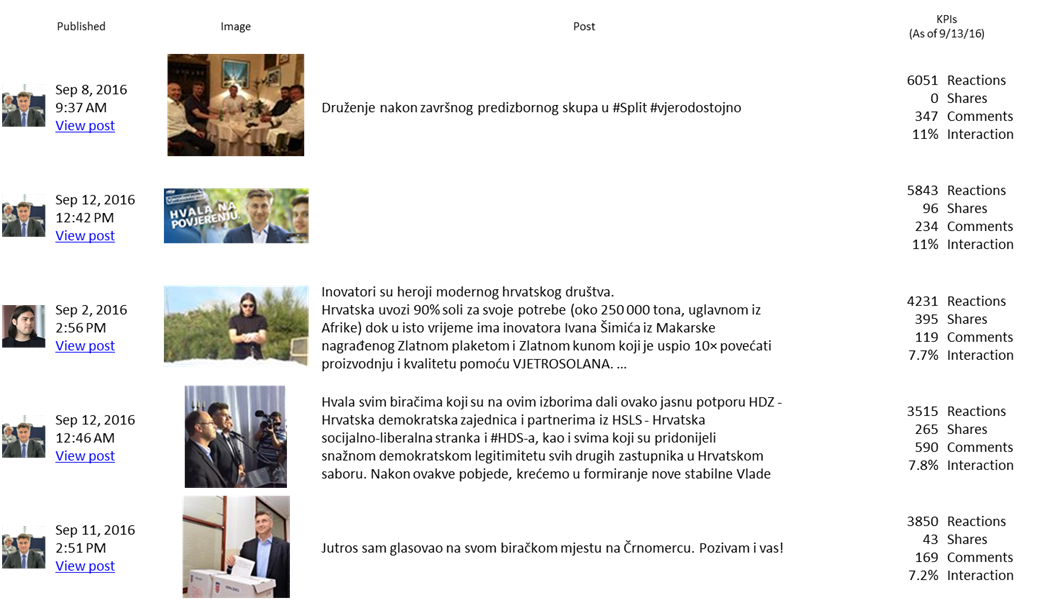 Published
Image
Post
KPIs
(As of 9/13/16)
Sep 8, 2016
9:37 AM
View post
Druženje nakon završnog predizbornog skupa u #Split #vjerodostojno
6051 Reactions
0 Shares
347 Comments
11% Interaction
Sep 12, 2016
12:42 PM
View post
HVALA NA
POVJERENJU.
5843 Reactions
96 Shares
234 Comments
11% Interaction
Sep 2, 2016
2:56 PM
View post
Inovatori su heroji modernog hrvatskog društva.
Hrvatska uvozi 90% soli za svoje potrebe (oko 250 000 tona, uglavnom iz
Afrike) dok u isto vrijeme ima inovatora Ivana Šimića iz Makarske
nagrađenog Zlatnom plaketom i Zlatnom kunom koji je uspio 10× povećati
proizvodnju i kvalitetu pomoću VJETROSOLANA. ...
4231 Reactions
395 Shares
119 Comments
7.7% Interaction
Sep 12, 2016
12:46 AM
View post
Hvala svim biračima koji su na ovim izborima dali ovako jasnu potporu HDZ -
Hrvatska demokratska zajednica i partnerima iz HSLS - Hrvatska
socijalno-liberalna stranka i #HDS-a, kao i svima koji su pridonijeli
snažnom demokratskom legitimitetu svih drugih zastupnika u Hrvatskom
saboru. Nakon ovakve pobjede, krećemo u formiranje nove stabilne Vlade
3515 Reactions
265 Shares
590 Comments
7.8% Interaction
Sep 11, 2016
2:51 PM
View post
Jutros sam glasovao na svom biračkom mjestu na Črnomercu. Pozivam i vas!
3850 Reactions
43 Shares
169 Comments
7.2% Interaction